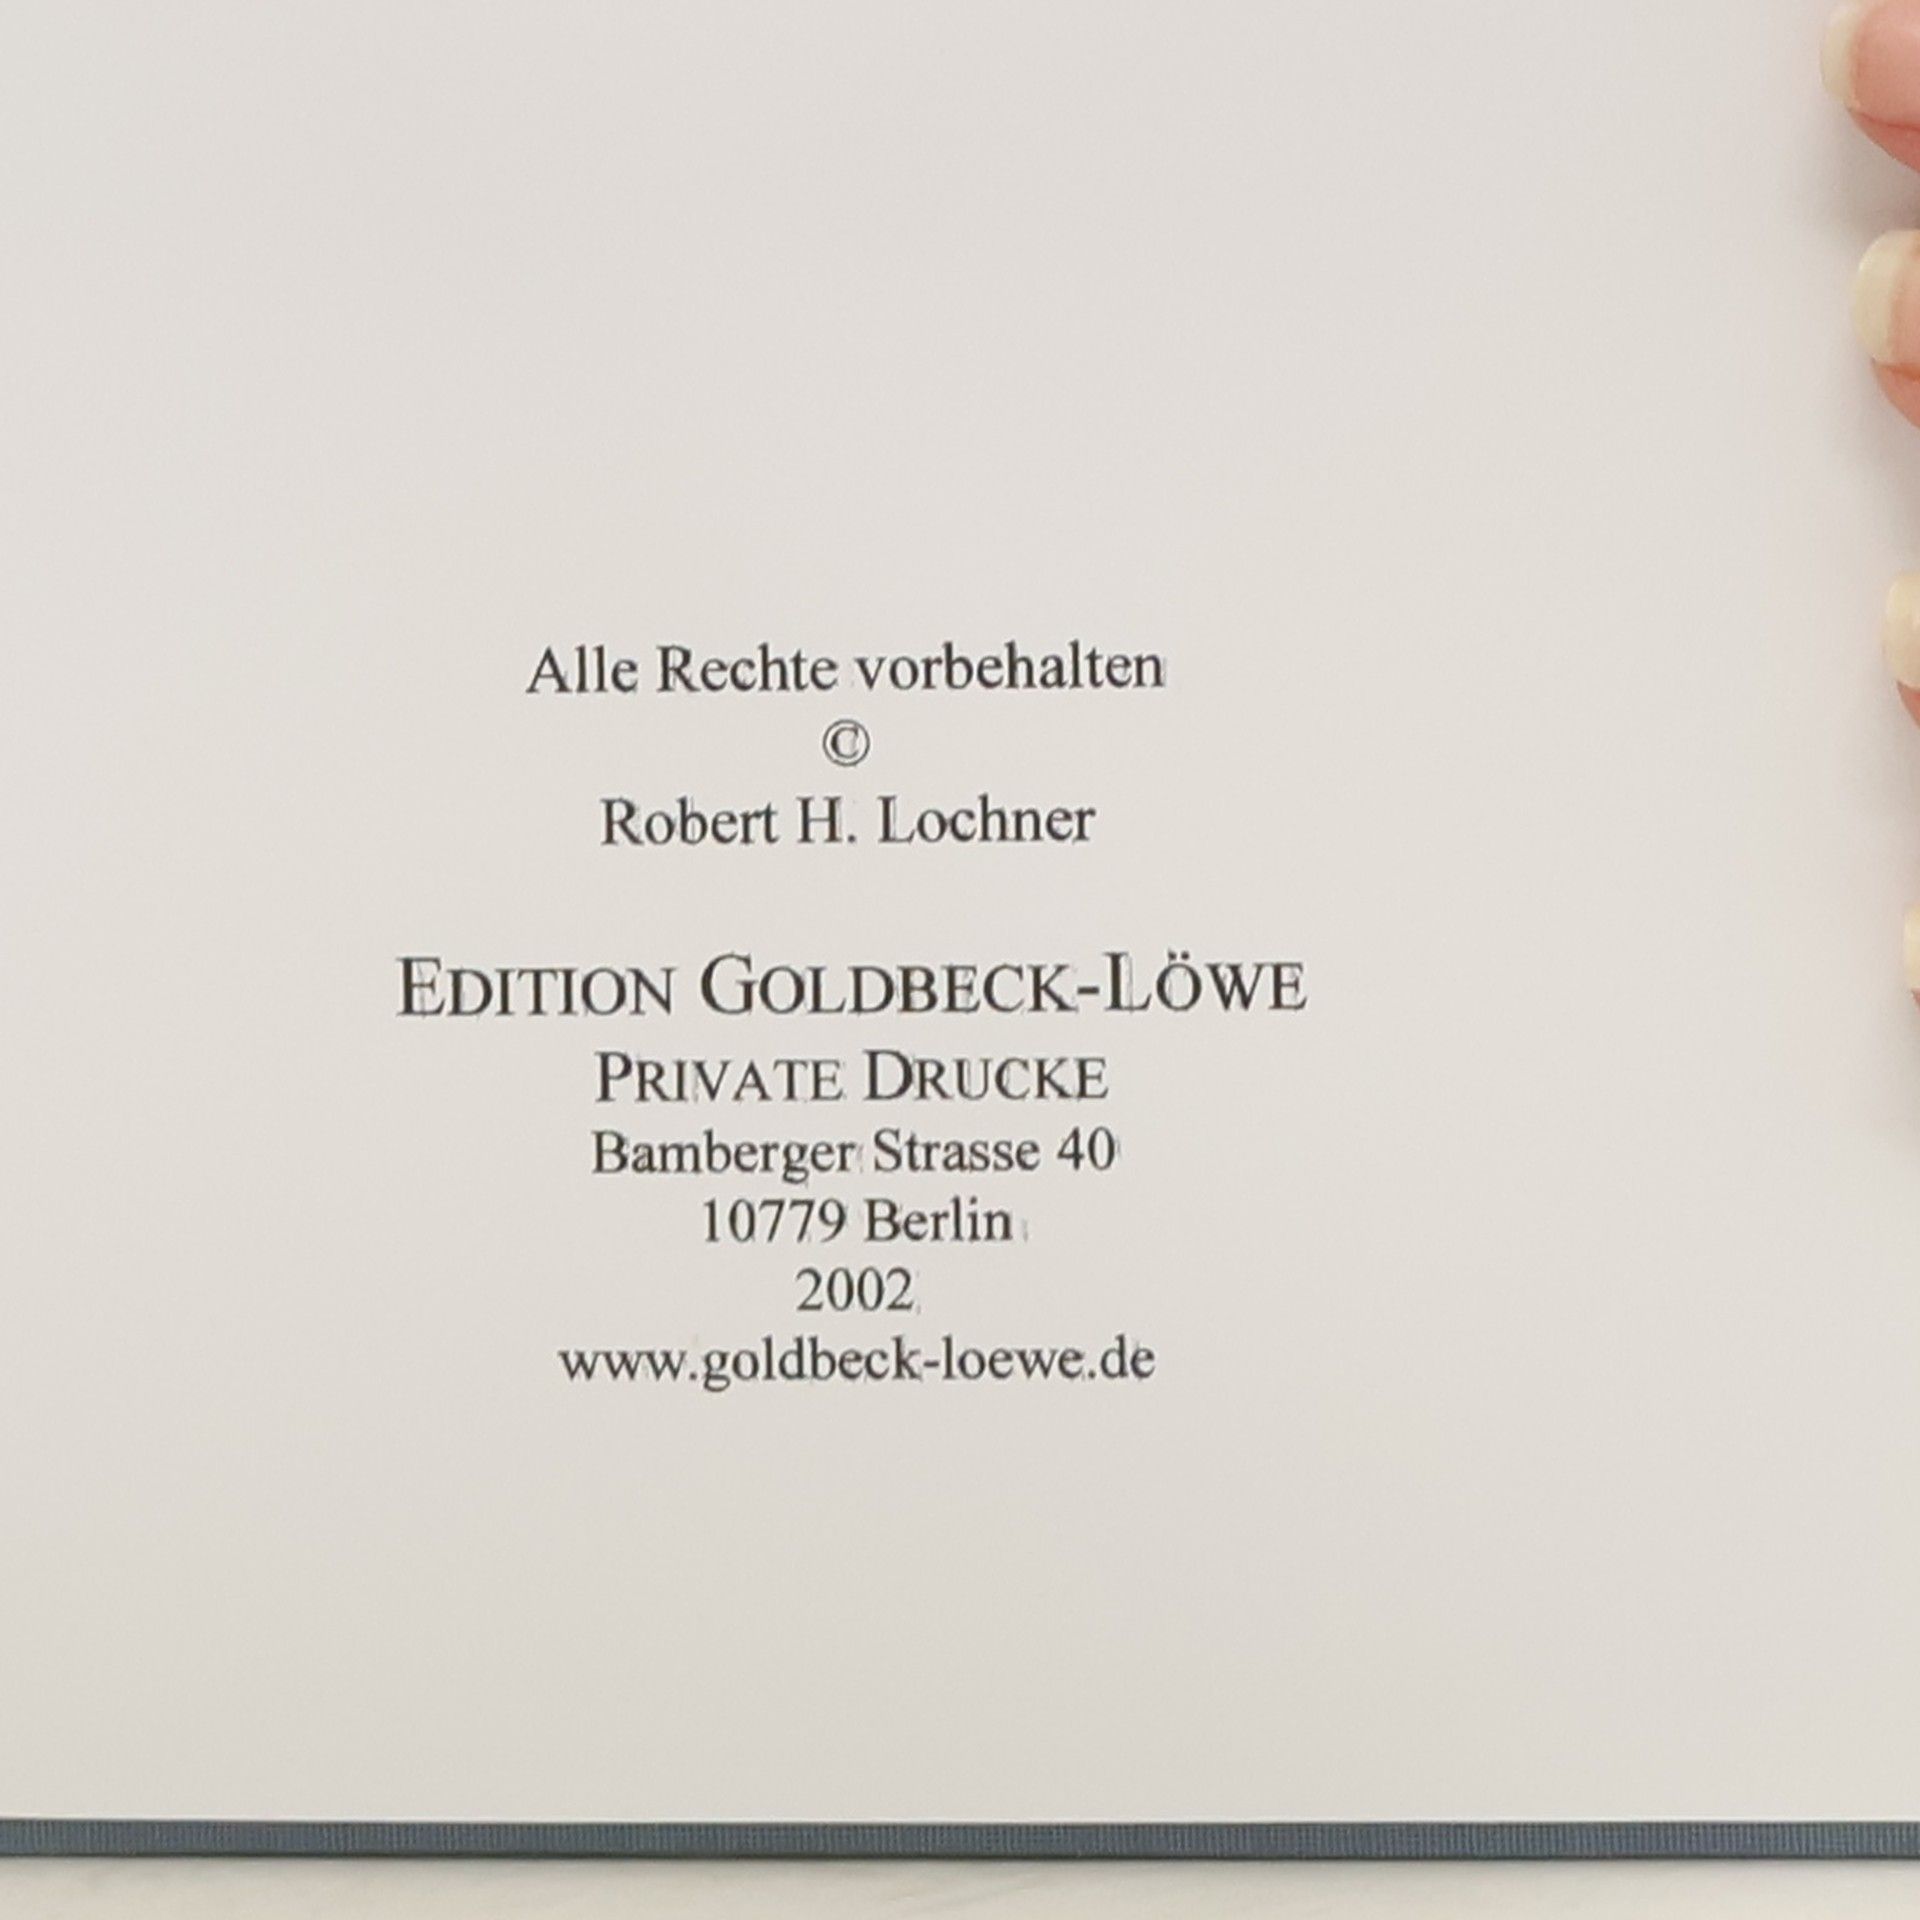 Alle Rechte vorbehalten
©
Robert H. Lochner
EDITION GOLDBECK-LÖWE
PRIVATE DRUCKE
Bamberger Strasse 40
10779 Berlin
2002
www.goldbeck-loewe.de